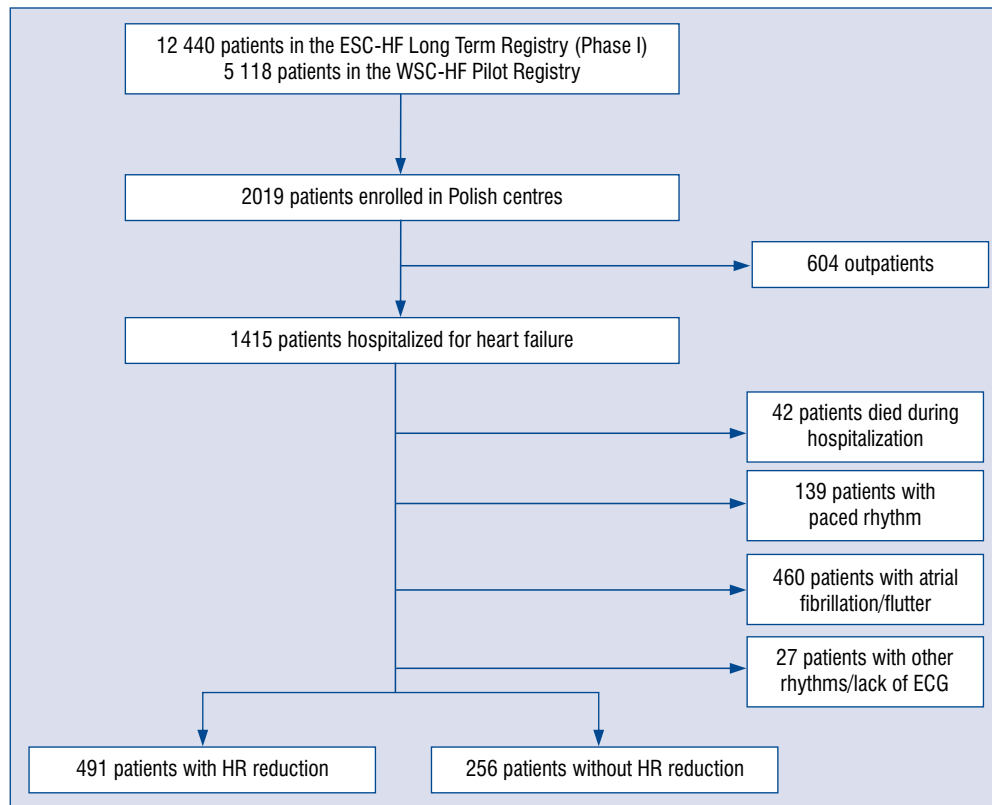 12 440 patients in the ESC-HF Long Term Registry (Phase I)
5 118 patients in the WSC-HF Pilot Registry
2019 patients enrolled in Polish centres
604 outpatients
1415 patients hospitalized for heart failure
42 patients died during
hospitalization
139 patients with
paced rhythm
460 patients with atrial
fibrillation/flutter
27 patients with other
rhythms/lack of ECG
491 patients with HR reduction
256 patients without HR reduction